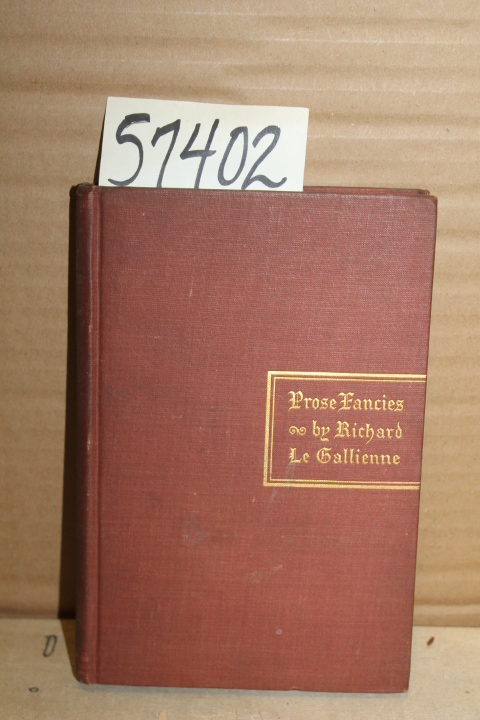 57402
Prose Fancies
by Richard
Le Gallienne
D